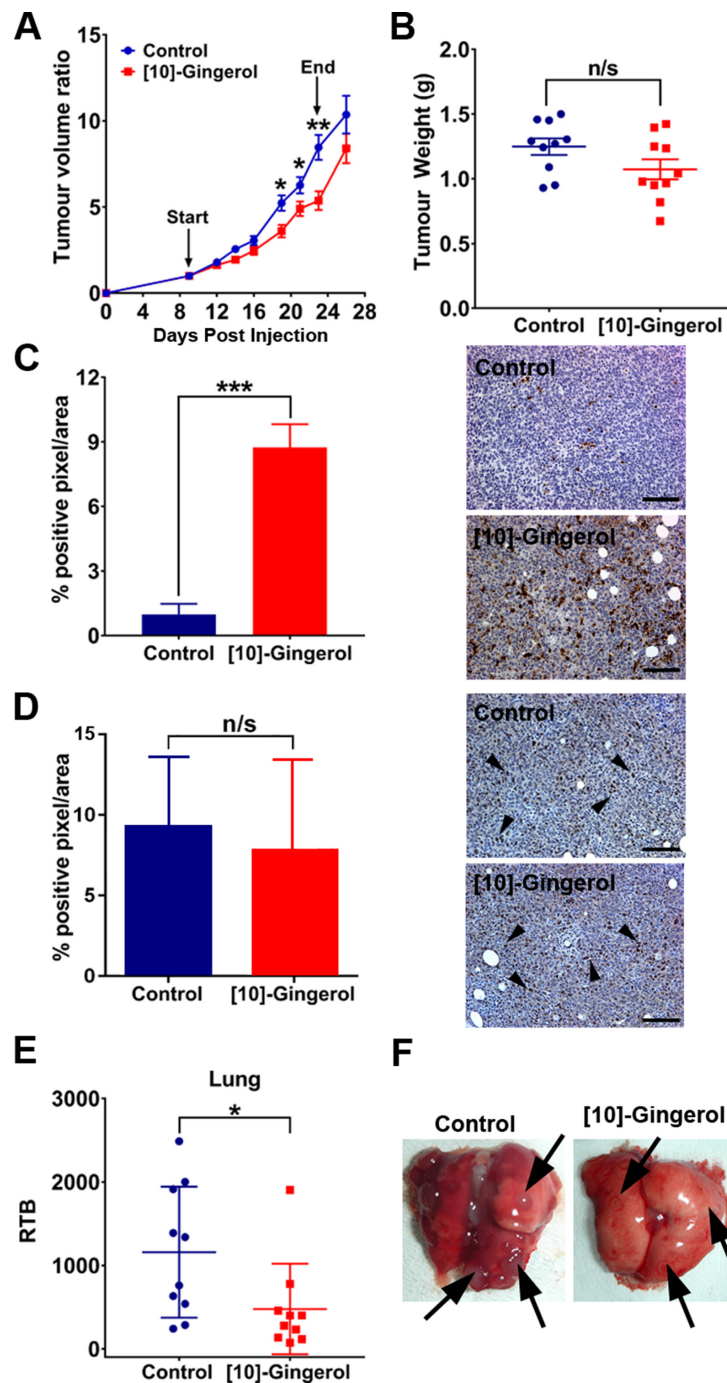 A
Control
[10]-Gingerol
End
**
*
*
Start
Tumour volume ratio
15
10
5
0
0 4 8 12 16 20 24 28
Days Post Injection
B
n/s
Tumour Weight (g)
2.0
1.5
1.0
0.5
0.0
Control [10]-Gingerol
C
***
% positive pixel/area
12
9
6
3
0
Control [10]-Gingerol
Control
[10]-Gingerol
D
n/s
% positive pixel/area
15
10
5
0
Control [10]-Gingerol
Control
[10]-Gingerol
E
Lung
*
RTB
3000
2000
1000
0
Control [10]-Gingerol
F
Control
[10]-Gingerol